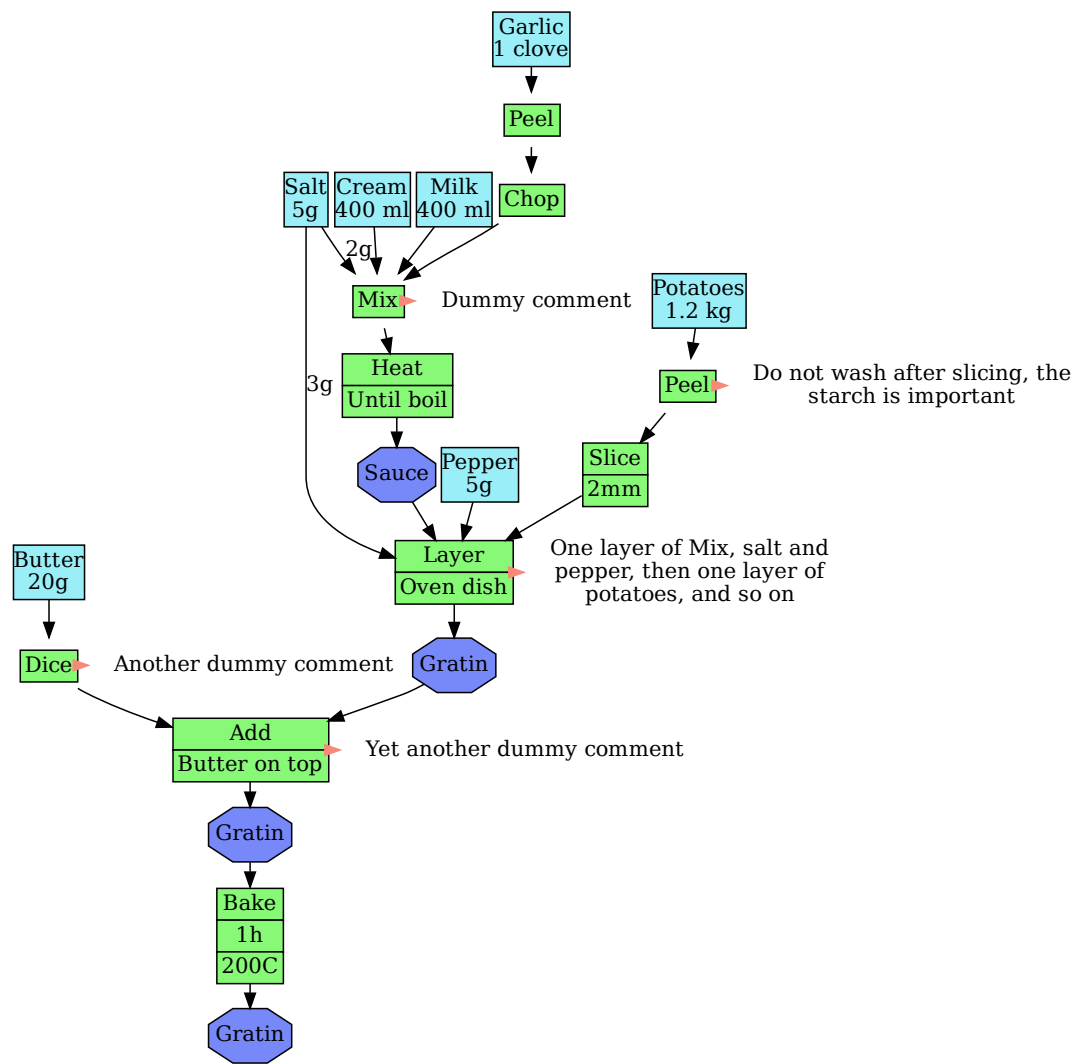 Garlic
1 clove
Peel
Salt
5g
Cream
400 ml
Milk
400 ml
Chop
2g
Mix
Dummy comment
Potatoes
1.2 kg
Heat
Until boil
3g
Peel
Do not wash after slicing, the
starch is important
Sauce
Pepper
5g
Slice
2mm
Butter
20g
Layer
Oven dish
One layer of Mix, salt and
pepper, then one layer of
potatoes, and so on
Dice
Another dummy comment
Gratin
Add
Butter on top
Yet another dummy comment
Gratin
Bake
1h
200C
Gratin